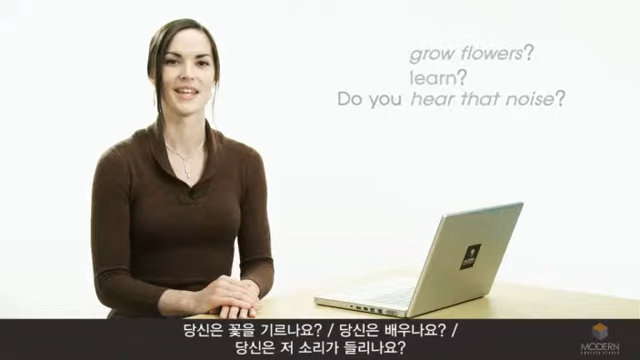 grow flowers?
learn?
Do you hear that noise?
당신은 꽃을 기르나요? / 당신은 배우나요? /
당신은 저 소리가 들리나요?
MODERN